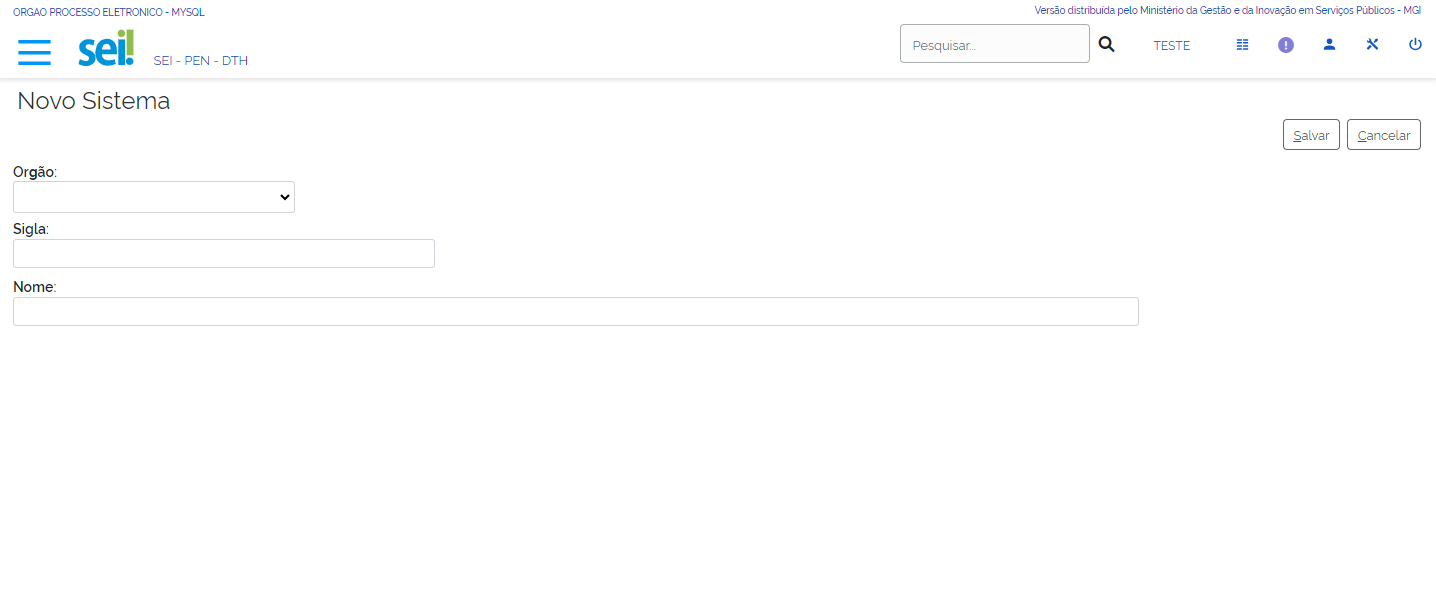 ORGAO PROCESSO ELETRONICO - MYSQL
Versão distribuída pelo Ministério da Gestão e da Inovação em Serviços Públicos - MGI
sei!
SEI - PEN - DTH
Pesquisar...
TESTE
Novo Sistema
Salvar
Cancelar
Orgão:
Sigla:
Nome: